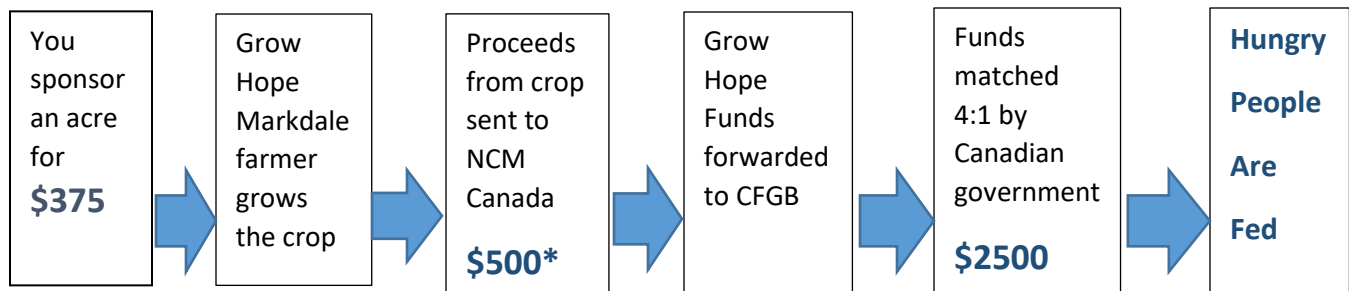 You
sponsor
an acre
for
$375
Grow
Hope
Markdale
farmer
grows
the crop
Proceeds
from crop
sent to
NCM
Canada
$500*
Grow
Hope
Funds
forwarded
to CFGB
Funds
matched
4:1 by
Canadian
government
$2500
Hungry
People
Are
Fed